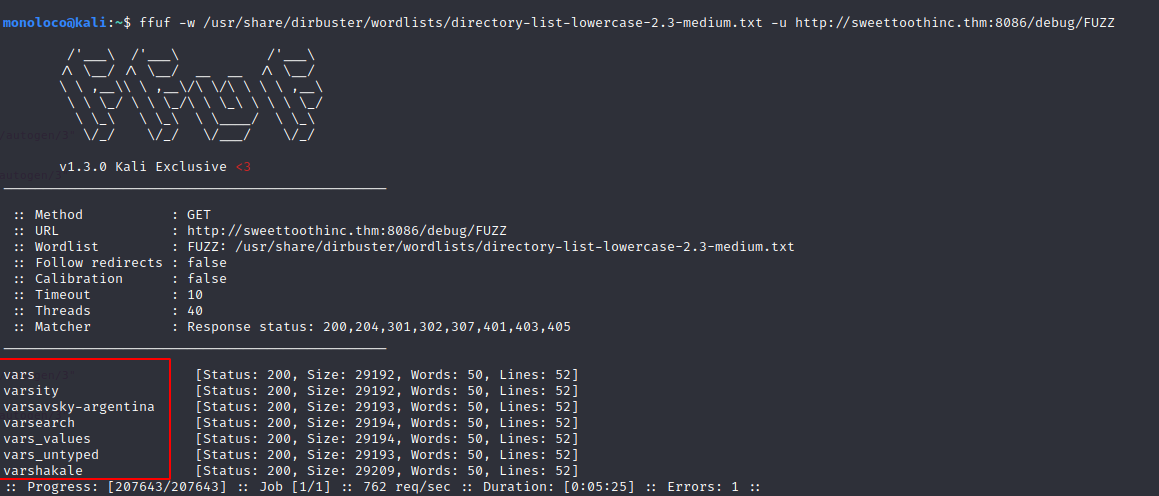 monoloco@kali:~$ ffuf -w /usr/share/dirbuster/wordlists/directory-list-lowercase-2.3-medium.txt -u http://sweettoothinc.thm:8086/debug/FUZZ
v1.3.0 Kali Exclusive <3
:: Method : GET
:: URL : http://sweettoothinc.thm:8086/debug/FUZZ
:: Wordlist : FUZZ: /usr/share/dirbuster/wordlists/directory-list-lowercase-2.3-medium.txt
:: Follow redirects : false
:: Calibration : false
:: Timeout : 10
:: Threads : 40
:: Matcher : Response status: 200,204,301,302,307,401,403,405
vars [Status: 200, Size: 29192, Words: 50, Lines: 52]
varsity [Status: 200, Size: 29192, Words: 50, Lines: 52]
varsavsky-argentina [Status: 200, Size: 29193, Words: 50, Lines: 52]
varsearch [Status: 200, Size: 29194, Words: 50, Lines: 52]
vars_values [Status: 200, Size: 29194, Words: 50, Lines: 52]
vars_untyped [Status: 200, Size: 29193, Words: 50, Lines: 52]
varshakale [Status: 200, Size: 29209, Words: 50, Lines: 52]
:: Progress: [207643/207643] :: Job [1/1] :: 762 req/sec :: Duration: [0:05:25] :: Errors: 1 ::